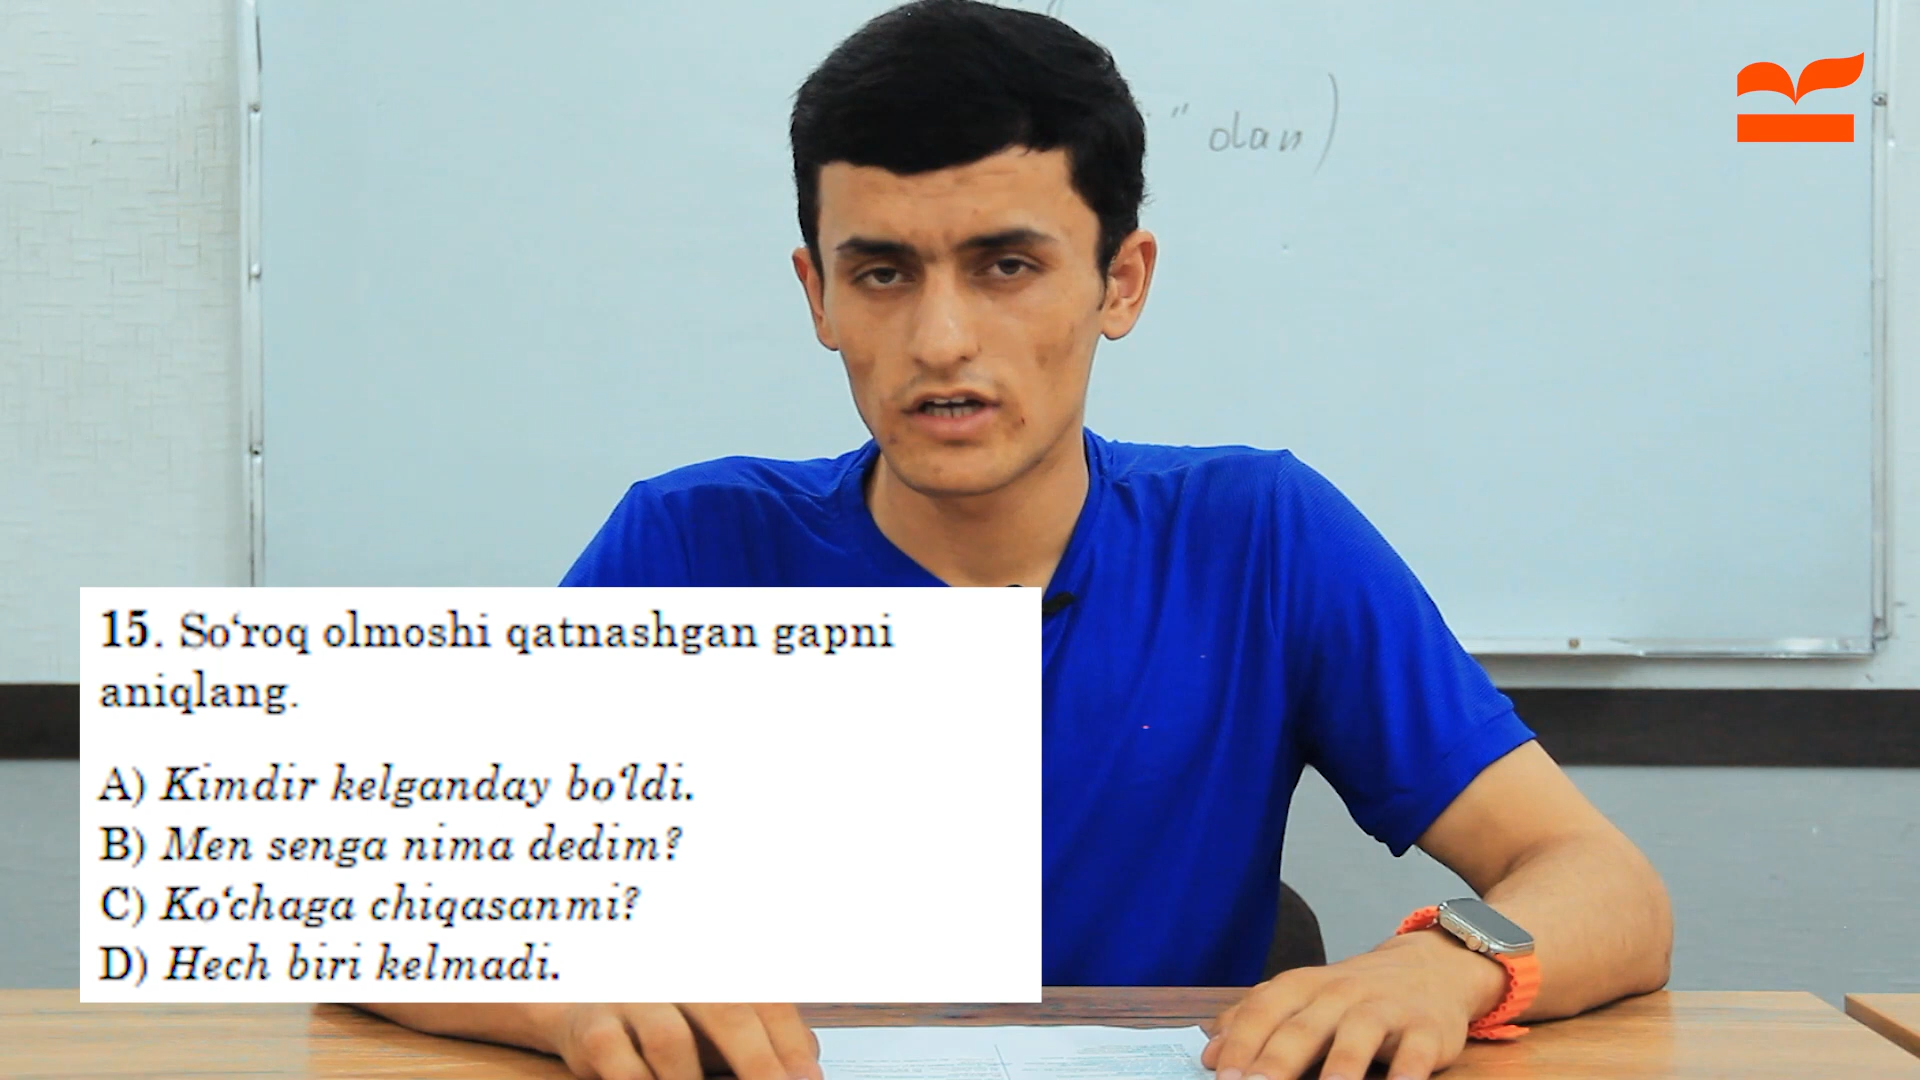 " olan)
15. So‘roq olmoshi qatnashgan gapni
aniqlang.
A) Kimdir kelganday bo‘ldi.
B) Men senga nima dedim?
C) Ko‘chaga chiqasanmi?
D) Hech biri kelmadi.